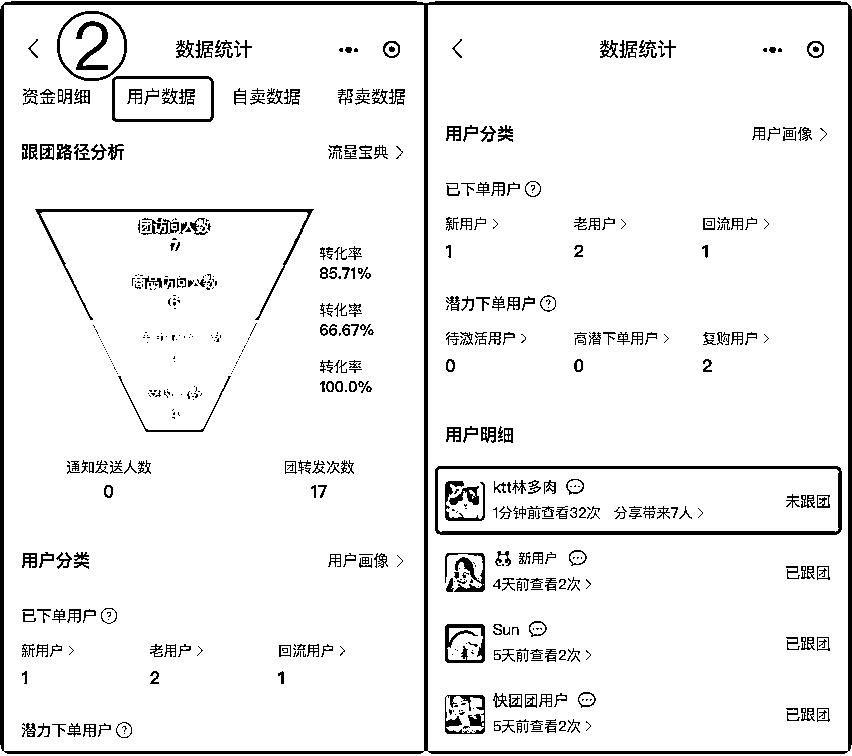 ②
数据统计
资金明细 用户数据 自卖数据 帮卖数据
跟团路径分析 流量宝典 >
团访问人数
7
转化率
85.71%
商品访问人数
6
转化率
66.67%
转化率
100.0%
通知发送人数 团转发次数
0 17
用户分类 用户画像 >
已下单用户 ?
新用户 > 老用户 > 回流用户 >
1 2 1
潜力下单用户 ?
数据统计
用户分类 用户画像 >
已下单用户 ?
新用户 > 老用户 > 回流用户 >
1 2 1
潜力下单用户 ?
待激活用户 > 高潜下单用户 > 复购用户 >
0 0 2
用户明细
ktt林多肉
1分钟前查看32次 分享带来7人 >
未跟团
新用户
4天前查看2次 >
已跟团
Sun
5天前查看2次 >
已跟团
快团团用户
5天前查看2次 >
已跟团